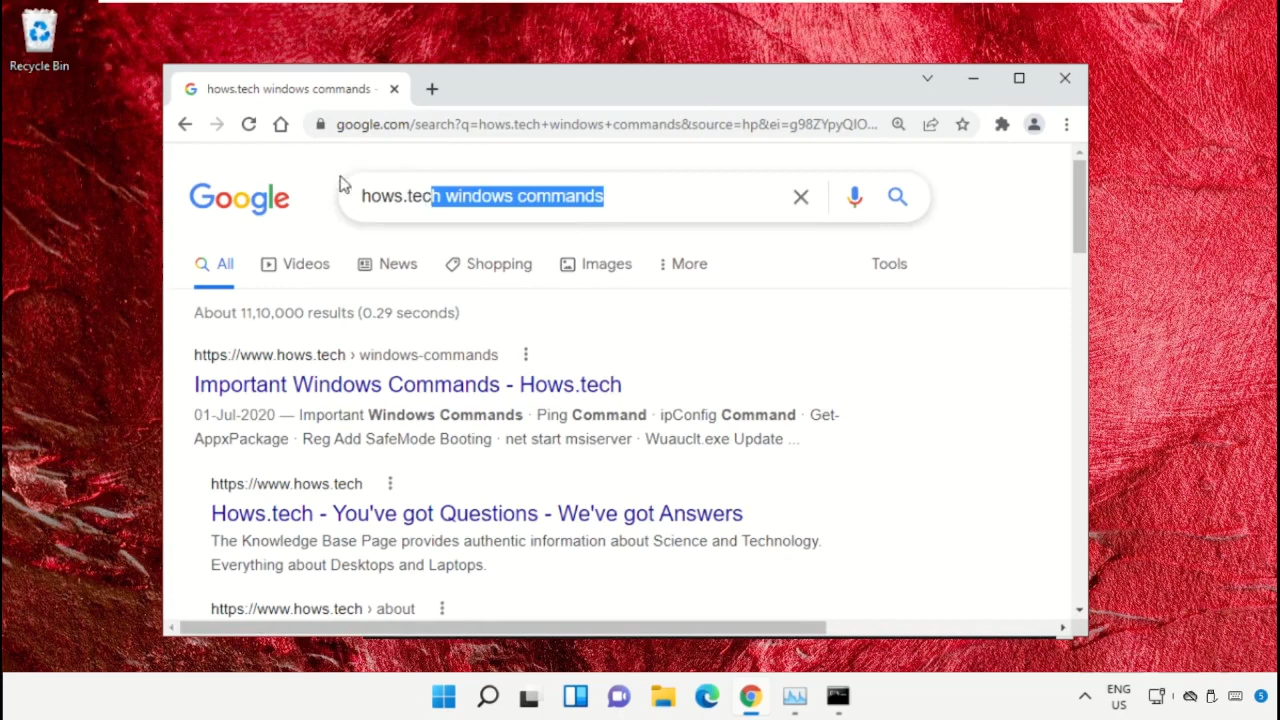 Recycle Bin
hows.tech windows commands -
google.com/search?q=hows.tech+windows+commands&source=hp&ei=g98ZYpyQIO...
Google
hows.tech windows commands
All Videos News Shopping Images More Tools
About 11,10,000 results (0.29 seconds)
https://www.hows.tech › windows-commands
Important Windows Commands - Hows.tech
01-Jul-2020 — Important Windows Commands · Ping Command · ipConfig Command · Get-
AppxPackage · Reg Add SafeMode Booting · net start msiserver · Wuauclt.exe Update ...
https://www.hows.tech
Hows.tech - You've got Questions - We've got Answers
The Knowledge Base Page provides authentic information about Science and Technology.
Everything about Desktops and Laptops.
https://www.hows.tech › about
ENG
US
5